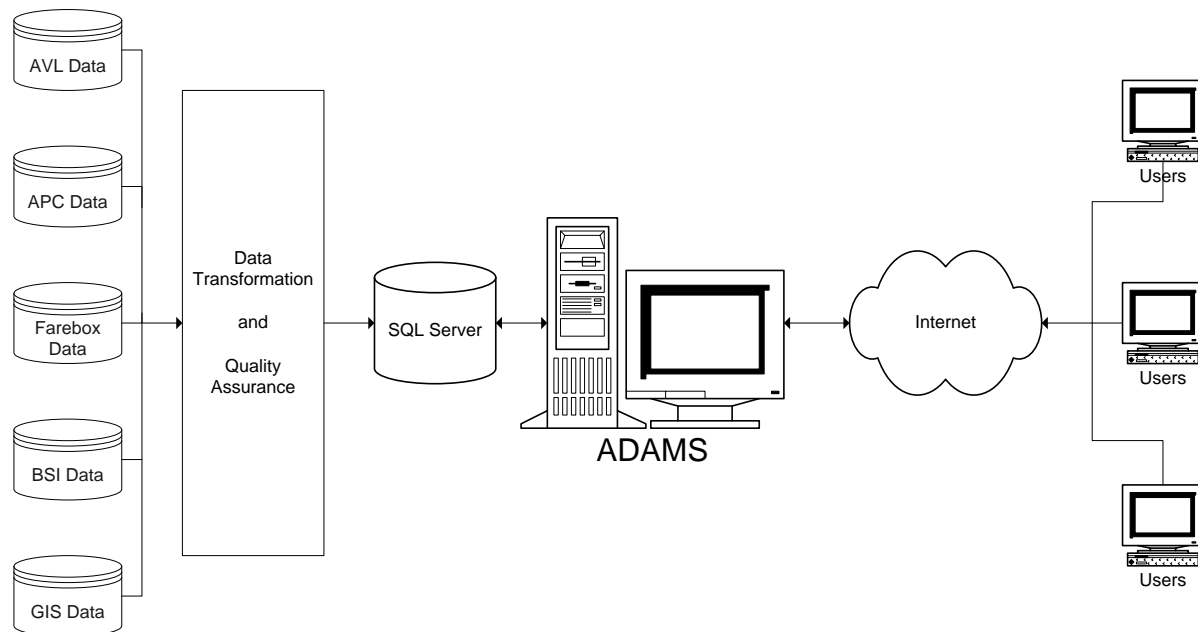 AVL Data
APC Data
Farebox
Data
BSI Data
GIS Data
Data
Transformation
and
Quality
Assurance
SQL Server
ADAMS
Internet
Users
Users
Users